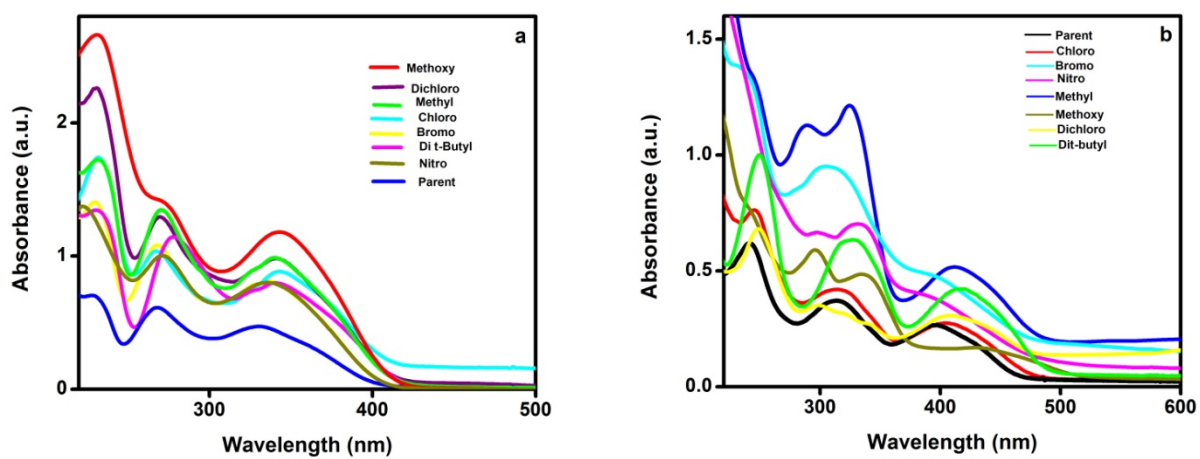 a
Methoxy
Dichloro
Methyl
Chloro
Bromo
Di t-Butyl
Nitro
Parent
2
1
0
Absorbance (a.u.)
300
400
500
Wavelength (nm)
b
Parent
Chloro
Bromo
Nitro
Methyl
Methoxy
Dichloro
Dit-butyl
1.5
1.0
0.5
0.0
Absorbance (a.u.)
300
400
500
600
Wavelength (nm)